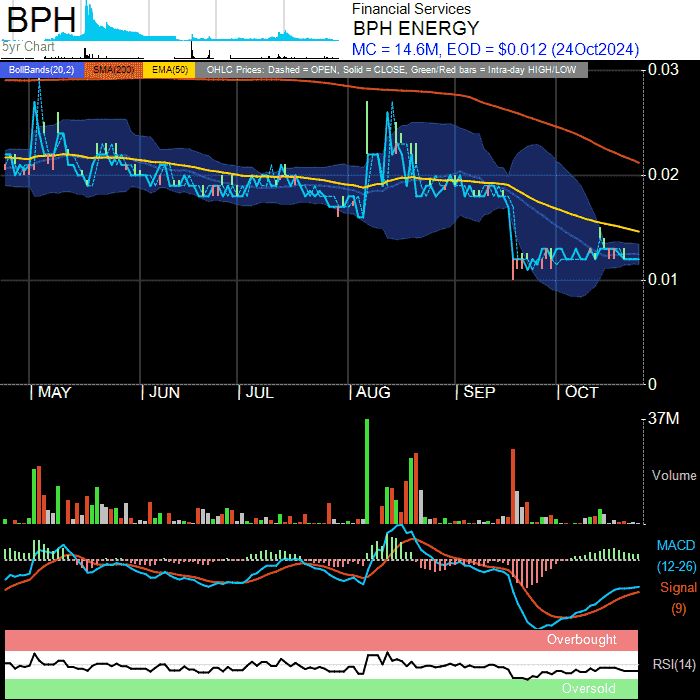 BPH
5yr Chart
Financial Services
BPH ENERGY
MC = 14.6M, EOD = $0.012 (24Oct2024)
BollBands(20,2) SMA(200) EMA(50) OHLC Prices: Dashed = OPEN, Solid = CLOSE, Green/Red bars = Intra-day HIGH/LOW
0.03
0.02
0.01
0
MAY JUN JUL AUG SEP OCT
37M
Volume
MACD
(12-26)
Signal
(9)
Overbought
RSI(14)
Oversold